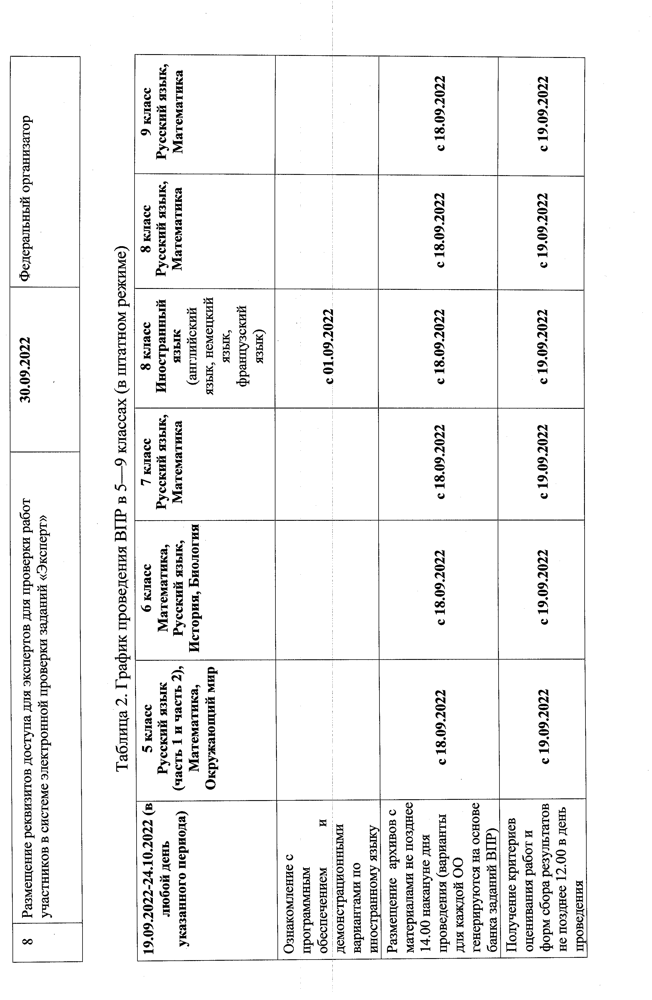 8
Размещение реквизитов доступа для экспертов для проверки работ
участников в системе электронной проверки заданий «Эксперт»
30.09.2022
Федеральный организатор
Таблица 2. График проведения ВПР в 5—9 классах (в штатном режиме)
19.09.2022-24.10.2022 (в
любой день
указанного периода)
5 класс
Русский язык
(часть 1 и часть 2),
Математика,
Окружающий мир
6 класс
Математика,
Русский язык,
История, Биология
7 класс
Русский язык,
Математика
8 класс
Иностранный
язык
(английский
язык, немецкий
язык,
французский
язык)
8 класс
Русский язык,
Математика
9 класс
Русский язык,
Математика
Ознакомление с
программным
обеспечением и
демонстрационными
вариантами по
иностранному языку
с 01.09.2022
Размещение архивов с
материалами не позднее
14.00 накануне дня
проведения (варианты
для каждой ОО
генерируются на основе
банка заданий ВПР)
с 18.09.2022
с 18.09.2022
с 18.09.2022
с 18.09.2022
с 18.09.2022
с 18.09.2022
Получение критериев
оценивания работ и
форм сбора результатов
не позднее 12.00 в день
проведения
с 19.09.2022
с 19.09.2022
с 19.09.2022
с 19.09.2022
с 19.09.2022
с 19.09.2022